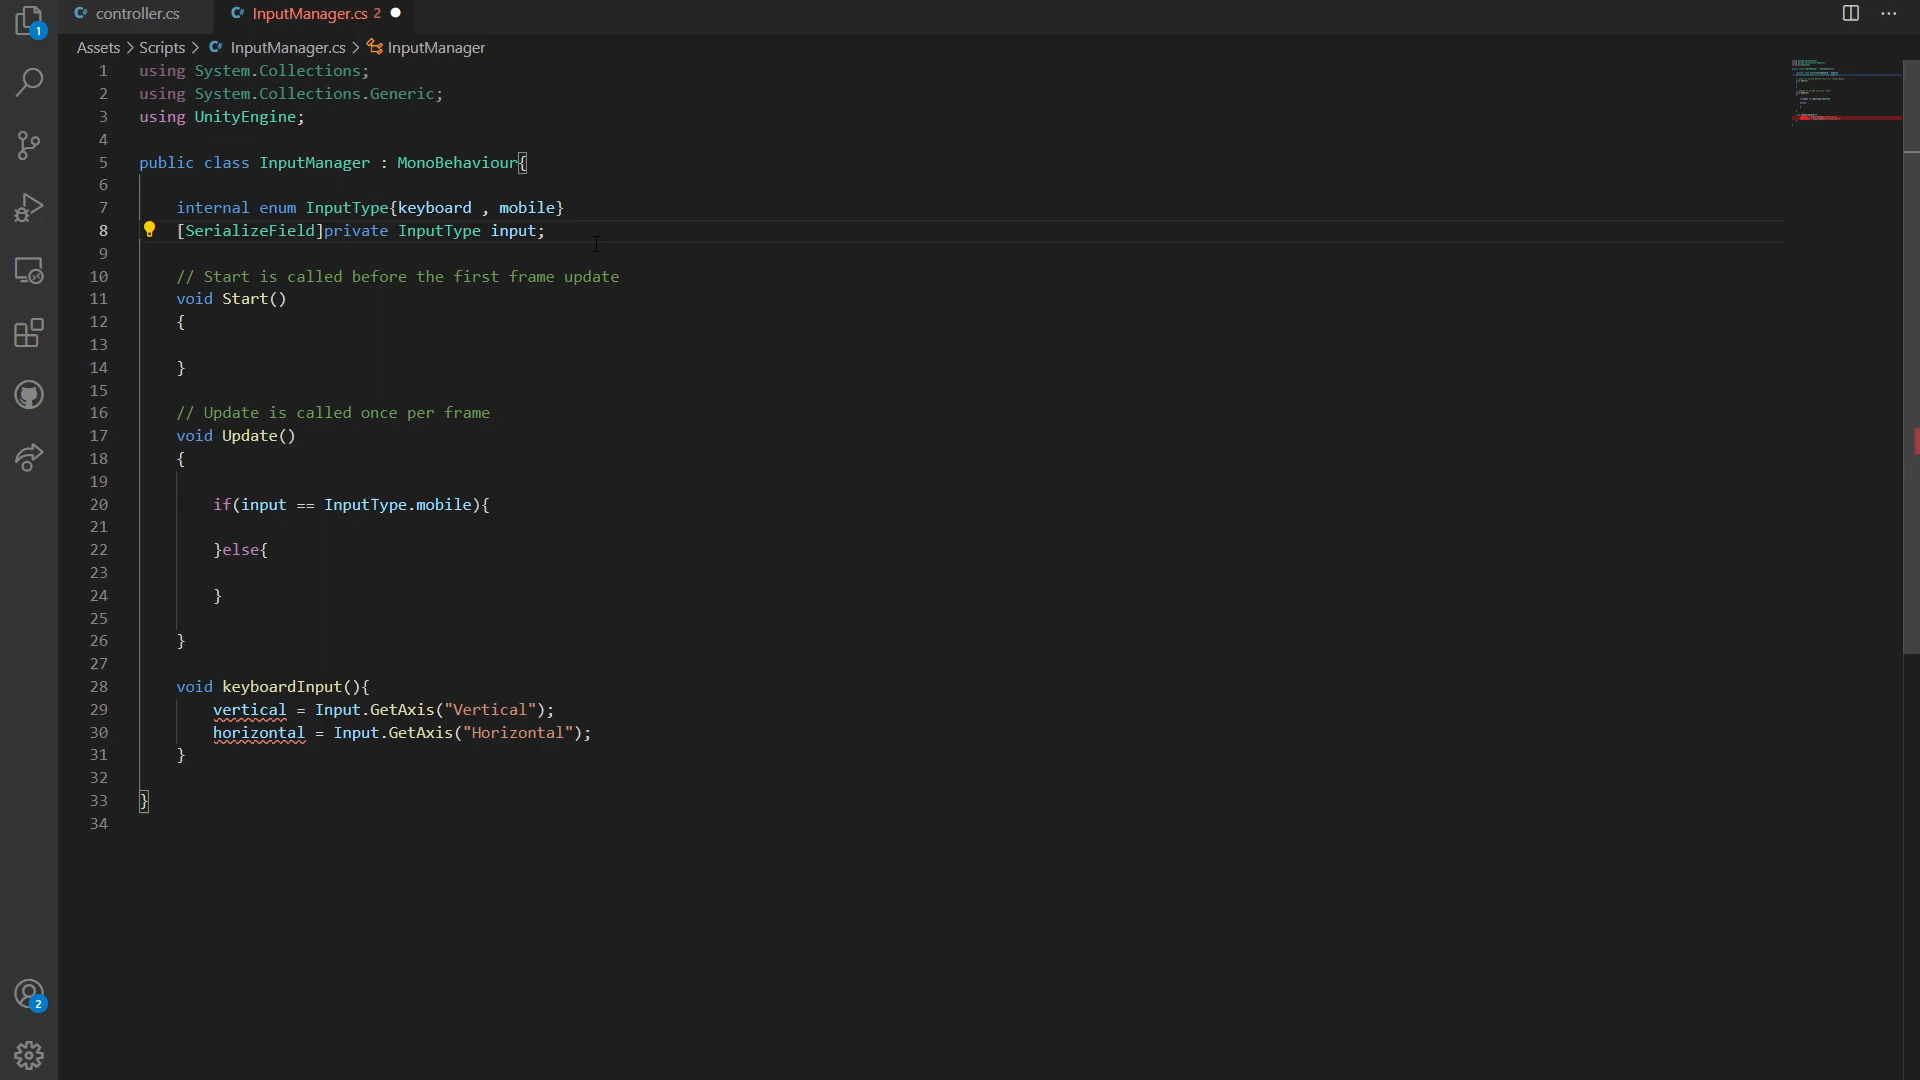 controller.cs
InputManager.cs 2
Assets > Scripts > InputManager.cs > InputManager
1 using System.Collections;
2 using System.Collections.Generic;
3 using UnityEngine;
4
5 public class InputManager : MonoBehaviour{
6
7 internal enum InputType{keyboard , mobile}
8 [SerializeField]private InputType input;
9
10 // Start is called before the first frame update
11 void Start()
12 {
13
14 }
15
16 // Update is called once per frame
17 void Update()
18 {
19
20 if(input == InputType.mobile){
21
22 }else{
23
24 }
25
26 }
27
28 void keyboardInput(){
29 vertical = Input.GetAxis("Vertical");
30 horizontal = Input.GetAxis("Horizontal");
31 }
32
33 }
34
1
2